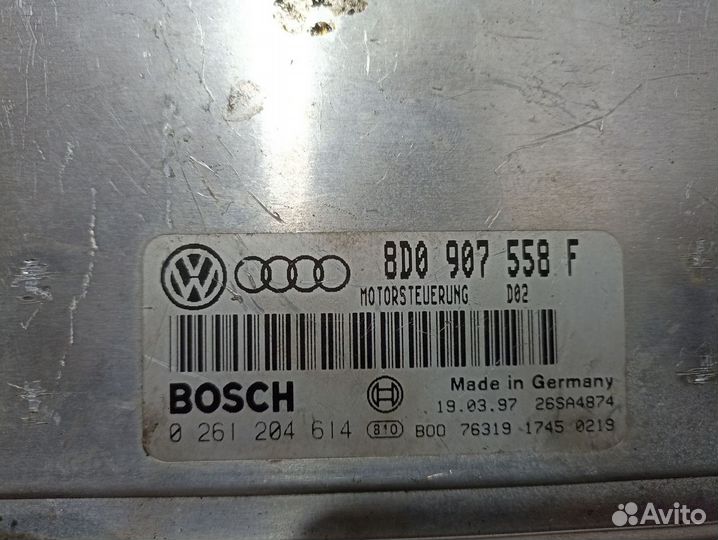 8D0 907 558 F
MOTORSTEUERUNG D02
BOSCH
Made in Germany
19.03.97 26SA4874
0 261 204 614 810 B00 76319 1745 0219
Avito